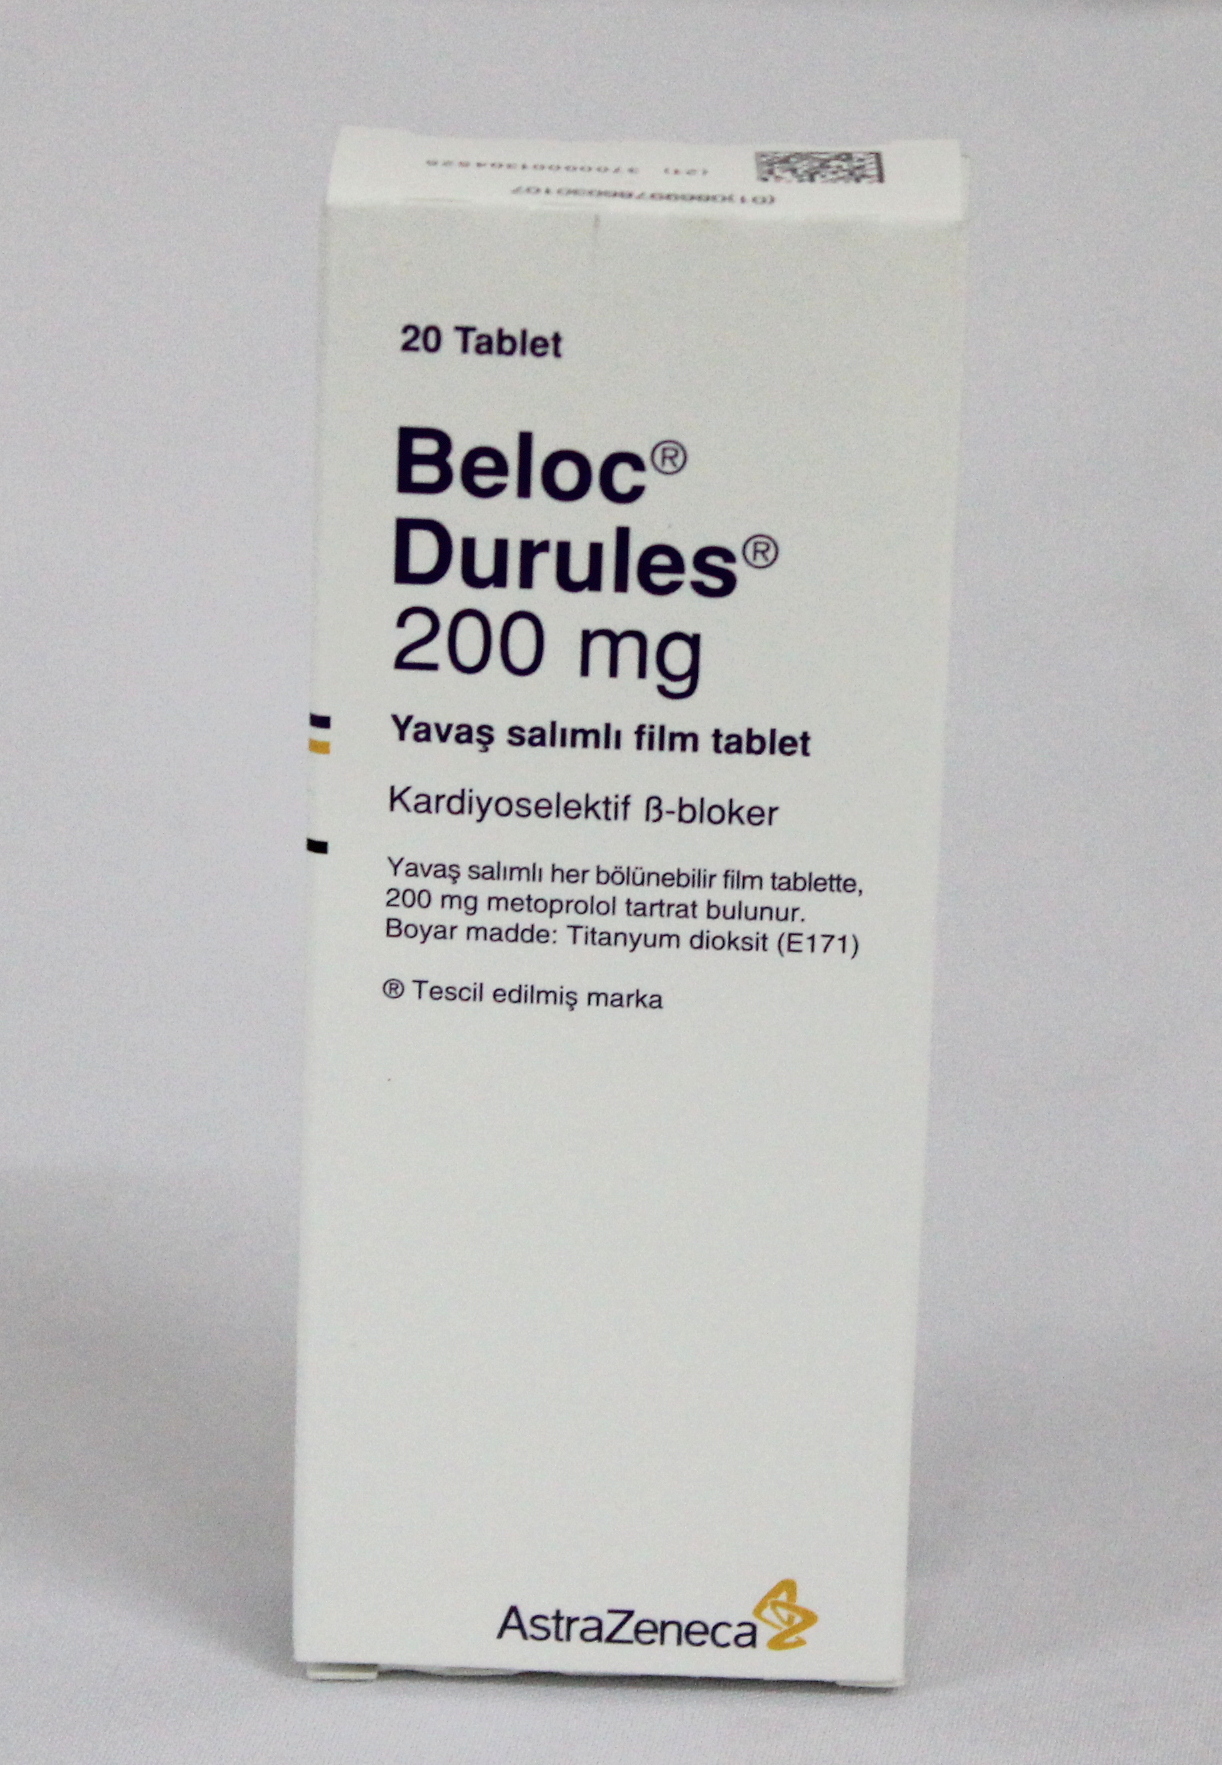 20 Tablet
Beloc®
Durules®
200 mg
Yavaş salımlı film tablet
Kardiyoselektif ß-bloker
Yavaş salımlı her bölünebilir film tablette,
200 mg metoprolol tartrat bulunur.
Boyar madde: Titanyum dioksit (E171)
® Tescil edilmiş marka
AstraZeneca